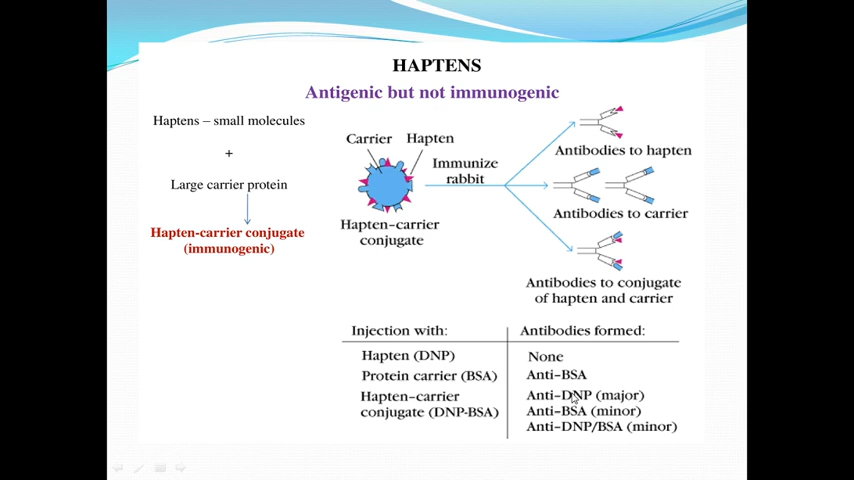 HAPTENS
Antigenic but not immunogenic
Haptens – small molecules
+
Large carrier protein
Hapten-carrier conjugate
(immunogenic)
Carrier
Hapten
Hapten–carrier
conjugate
Immunize
rabbit
Antibodies to hapten
Antibodies to carrier
Antibodies to conjugate
of hapten and carrier
Injection with: Antibodies formed:
Hapten (DNP) None
Protein carrier (BSA) Anti–BSA
Hapten–carrier Anti–DNP (major)
conjugate (DNP-BSA) Anti–BSA (minor)
Anti–DNP/BSA (minor)